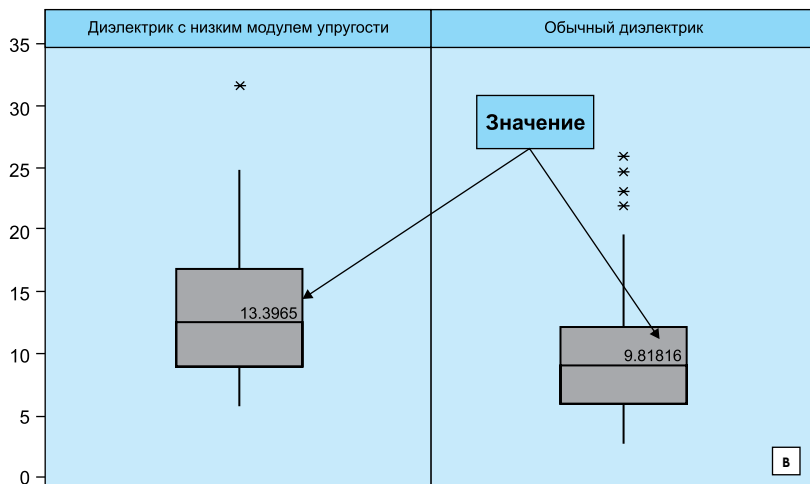 Диэлектрик с низким модулем упругости
Обычный диэлектрик
35
30
25
20
15
10
5
0
Значение
13.3965
9.81816
в